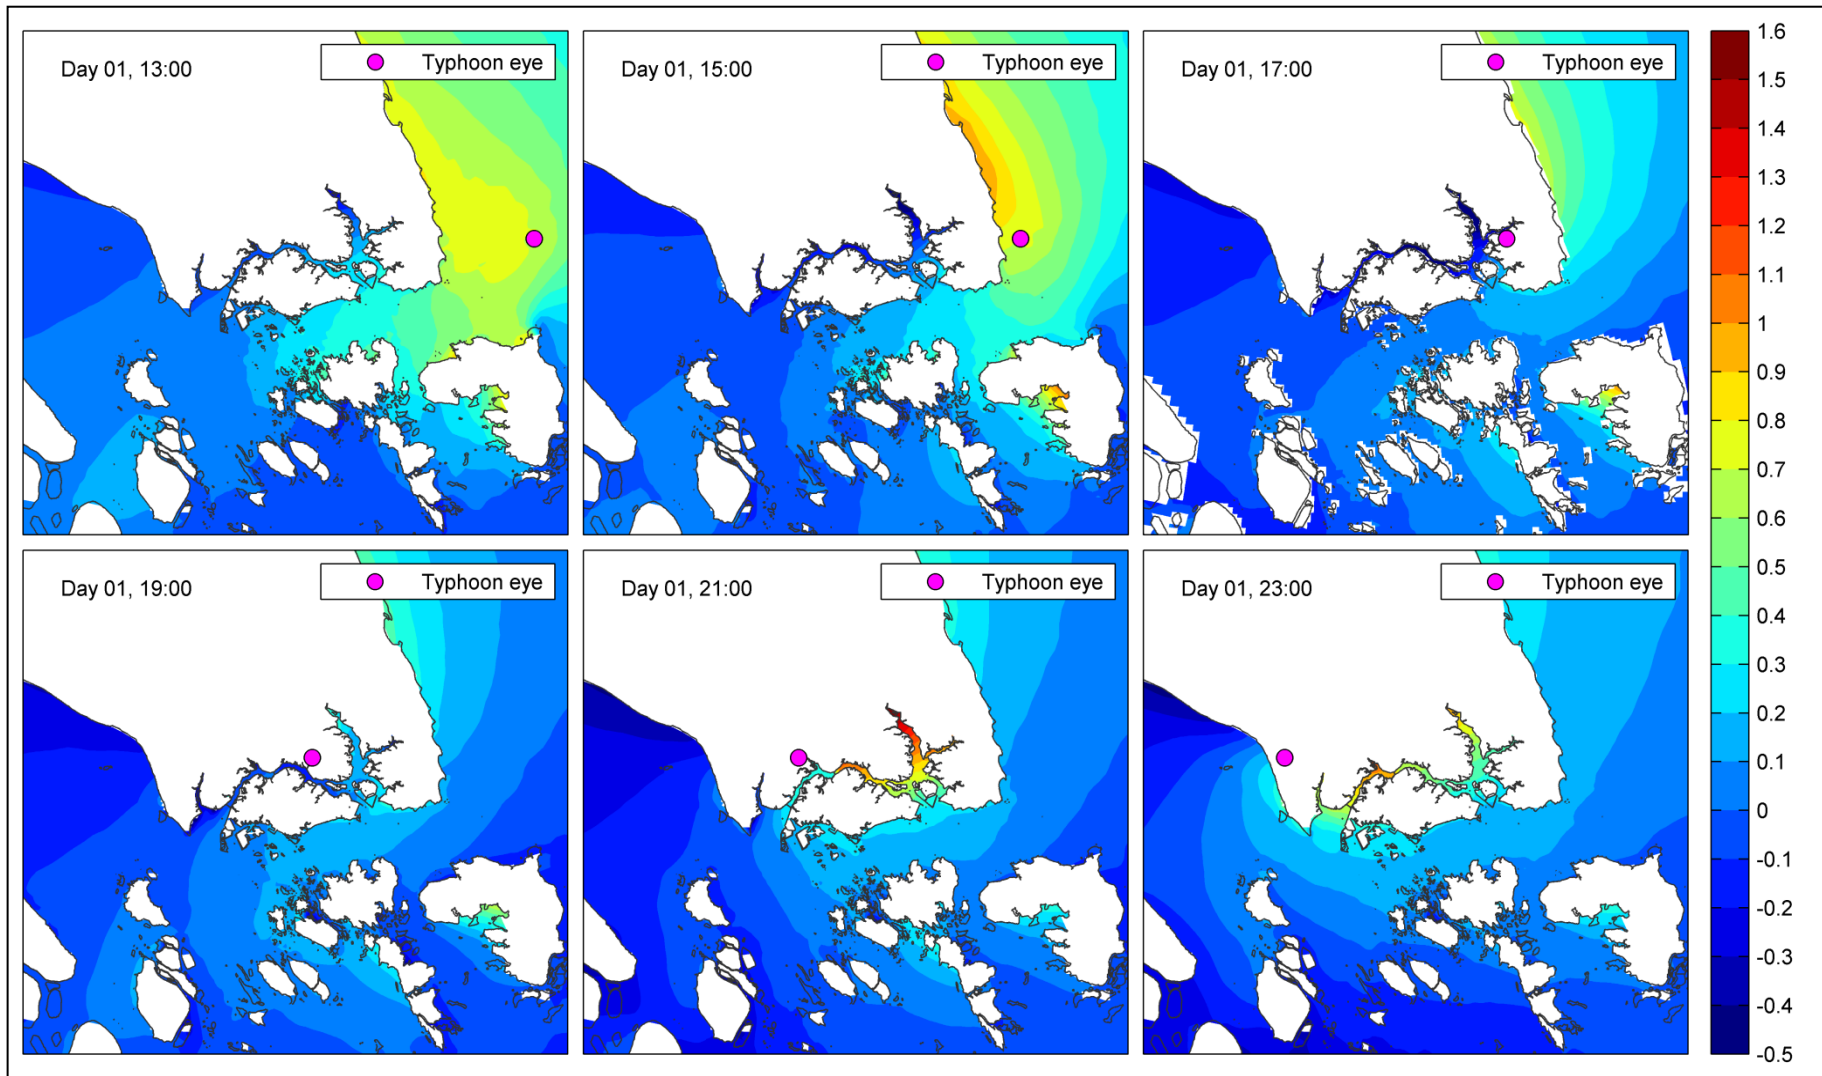 Day 01, 13:00
Typhoon eye
Day 01, 15:00
Typhoon eye
Day 01, 17:00
Typhoon eye
Day 01, 19:00
Typhoon eye
Day 01, 21:00
Typhoon eye
Day 01, 23:00
Typhoon eye
1.6
1.5
1.4
1.3
1.2
1.1
1
0.9
0.8
0.7
0.6
0.5
0.4
0.3
0.2
0.1
0
-0.1
-0.2
-0.3
-0.4
-0.5